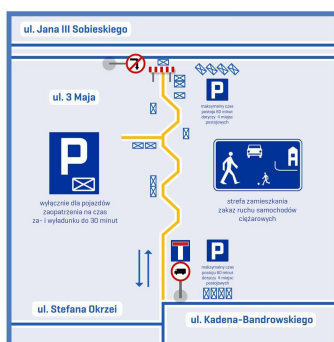 ul. Jana III Sobieskiego
ul. 3 Maja
P
maksymalny czas
postoju 60 minut
dotyczy 4 miejsc
postojowych
P
wyłącznie dla pojazdów
zaopatrzenia na czas
za- i wyładunku do 30 minut
strefa zamieszkania
zakaz ruchu samochodów
ciężarowych
P
maksymalny czas
postoju 60 minut
dotyczy 4 miejsc
postojowych
ul. Stefana Okrzei
ul. Kadena-Bandrowskiego